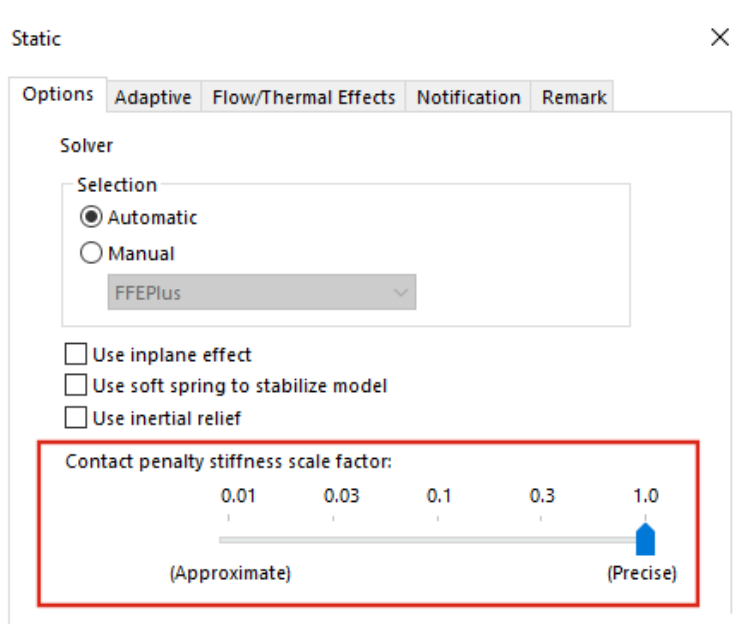 Static
Options Adaptive Flow/Thermal Effects Notification Remark
Solver
Selection
Automatic
Manual
FFEPlus
Use inplane effect
Use soft spring to stabilize model
Use inertial relief
Contact penalty stiffness scale factor:
0.01 0.03 0.1 0.3 1.0
(Approximate) (Precise)